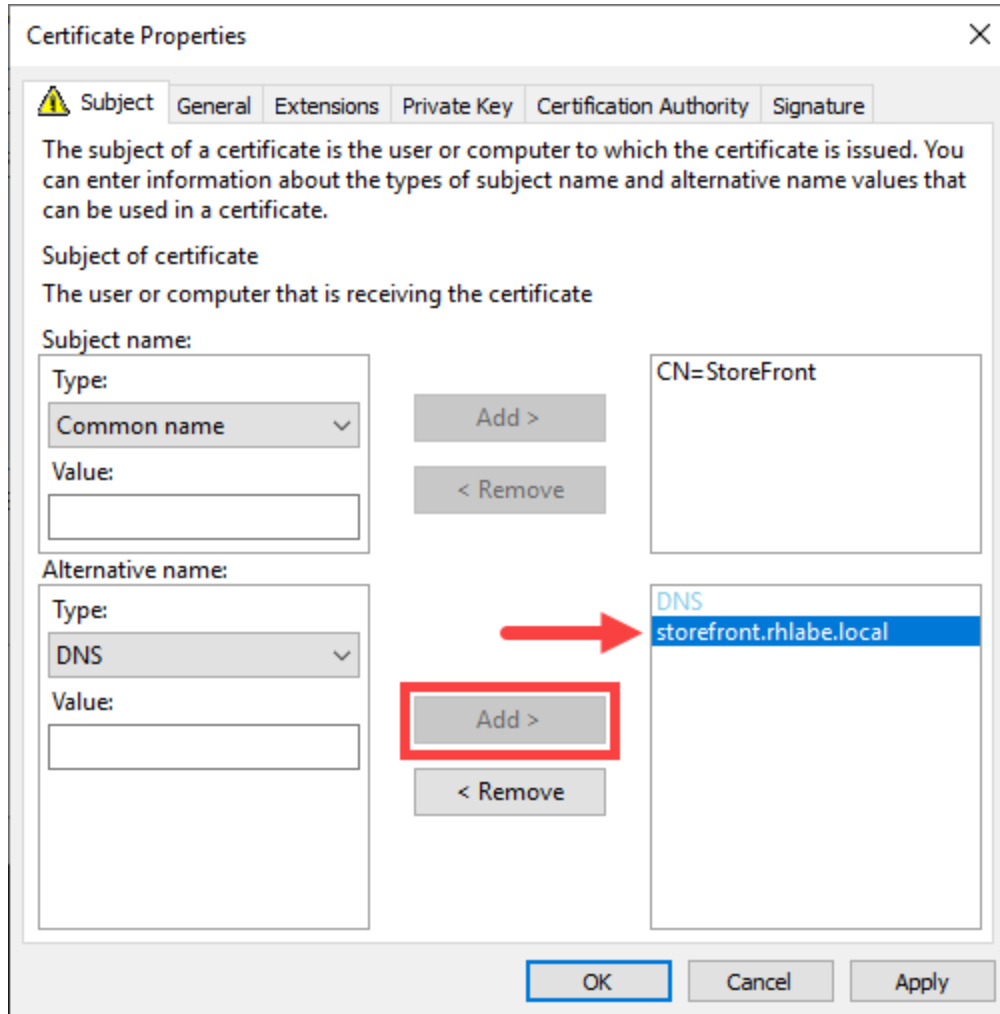 Certificate Properties
Subject General Extensions Private Key Certification Authority Signature
The subject of a certificate is the user or computer to which the certificate is issued. You
can enter information about the types of subject name and alternative name values that
can be used in a certificate.
Subject of certificate
The user or computer that is receiving the certificate
Subject name:
Type:
Common name
Value:
Add >
< Remove
CN=StoreFront
Alternative name:
Type:
DNS
Value:
Add >
< Remove
DNS
storefront.rhlabe.local
OK Cancel Apply